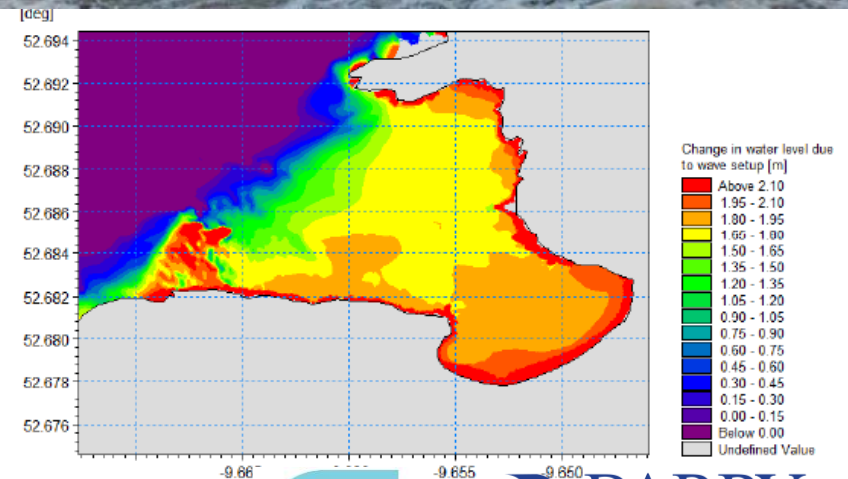 [deg]
52.694
52.692
52.690
52.688
52.686
52.684
52.682
52.680
52.678
52.676
-9.655
-9.650
Change in water level due
to wave setup [m]
Above 2.10
1.95 - 2.10
1.80 - 1.95
1.65 - 1.80
1.50 - 1.65
1.35 - 1.50
1.20 - 1.35
1.05 - 1.20
0.90 - 1.05
0.75 - 0.90
0.60 - 0.75
0.45 - 0.60
0.30 - 0.45
0.15 - 0.30
0.00 - 0.15
Below 0.00
Undefined Value